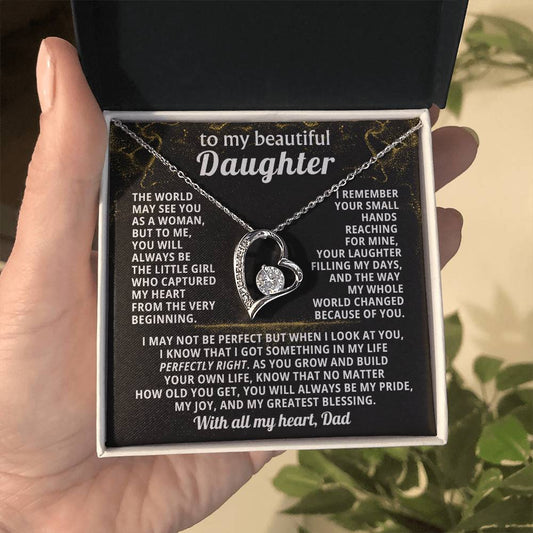 to my beautiful
Daughter
THE WORLD
MAY SEE YOU
AS A WOMAN,
BUT TO ME,
YOU WILL
ALWAYS BE
THE LITTLE GIRL
WHO CAPTURED
MY HEART
FROM THE VERY
BEGINNING.
I REMEMBER
YOUR SMALL
HANDS
REACHING
FOR MINE,
YOUR LAUGHTER
FILLING MY DAYS,
AND THE WAY
MY WHOLE
WORLD CHANGED
BECAUSE OF YOU.
I MAY NOT BE PERFECT BUT WHEN I LOOK AT YOU,
I KNOW THAT I GOT SOMETHING IN MY LIFE
PERFECTLY RIGHT. AS YOU GROW AND BUILD
YOUR OWN LIFE, KNOW THAT NO MATTER
HOW OLD YOU GET, YOU WILL ALWAYS BE MY PRIDE,
MY JOY, AND MY GREATEST BLESSING.
With all my heart, Dad